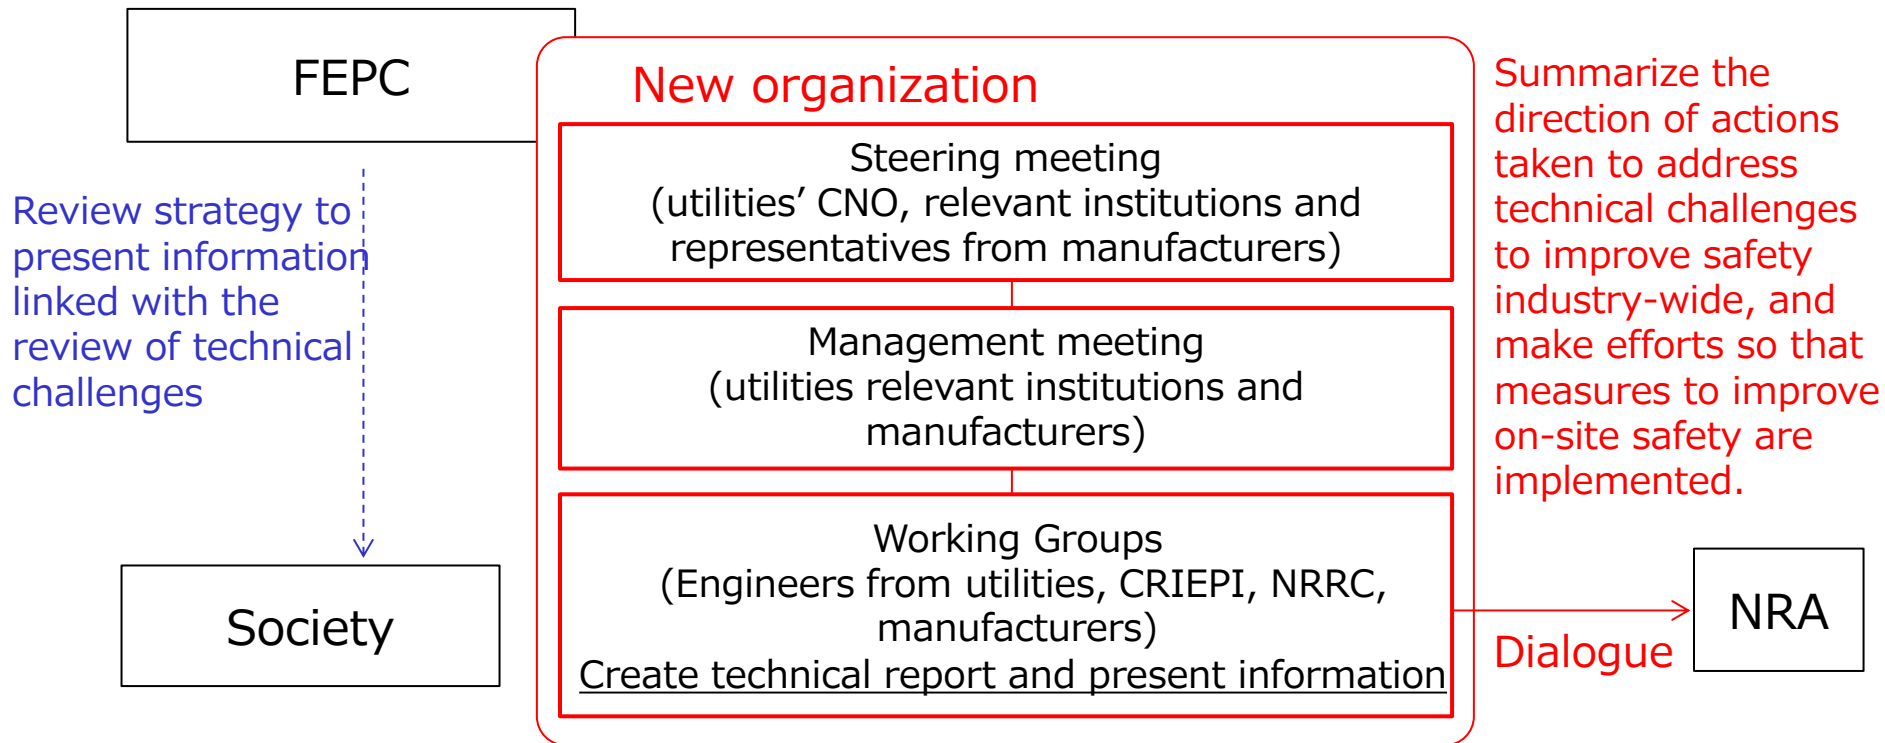 FEPC
New organization
Steering meeting
(utilities’ CNO, relevant institutions and
representatives from manufacturers)
Management meeting
(utilities relevant institutions and
manufacturers)
Working Groups
(Engineers from utilities, CRIEPI, NRRC,
manufacturers)
Create technical report and present information
Review strategy to
present information
linked with the
review of technical
challenges
Society
Summarize the
direction of actions
taken to address
technical challenges
to improve safety
industry-wide, and
make efforts so that
measures to improve
on-site safety are
implemented.
Dialogue
NRA